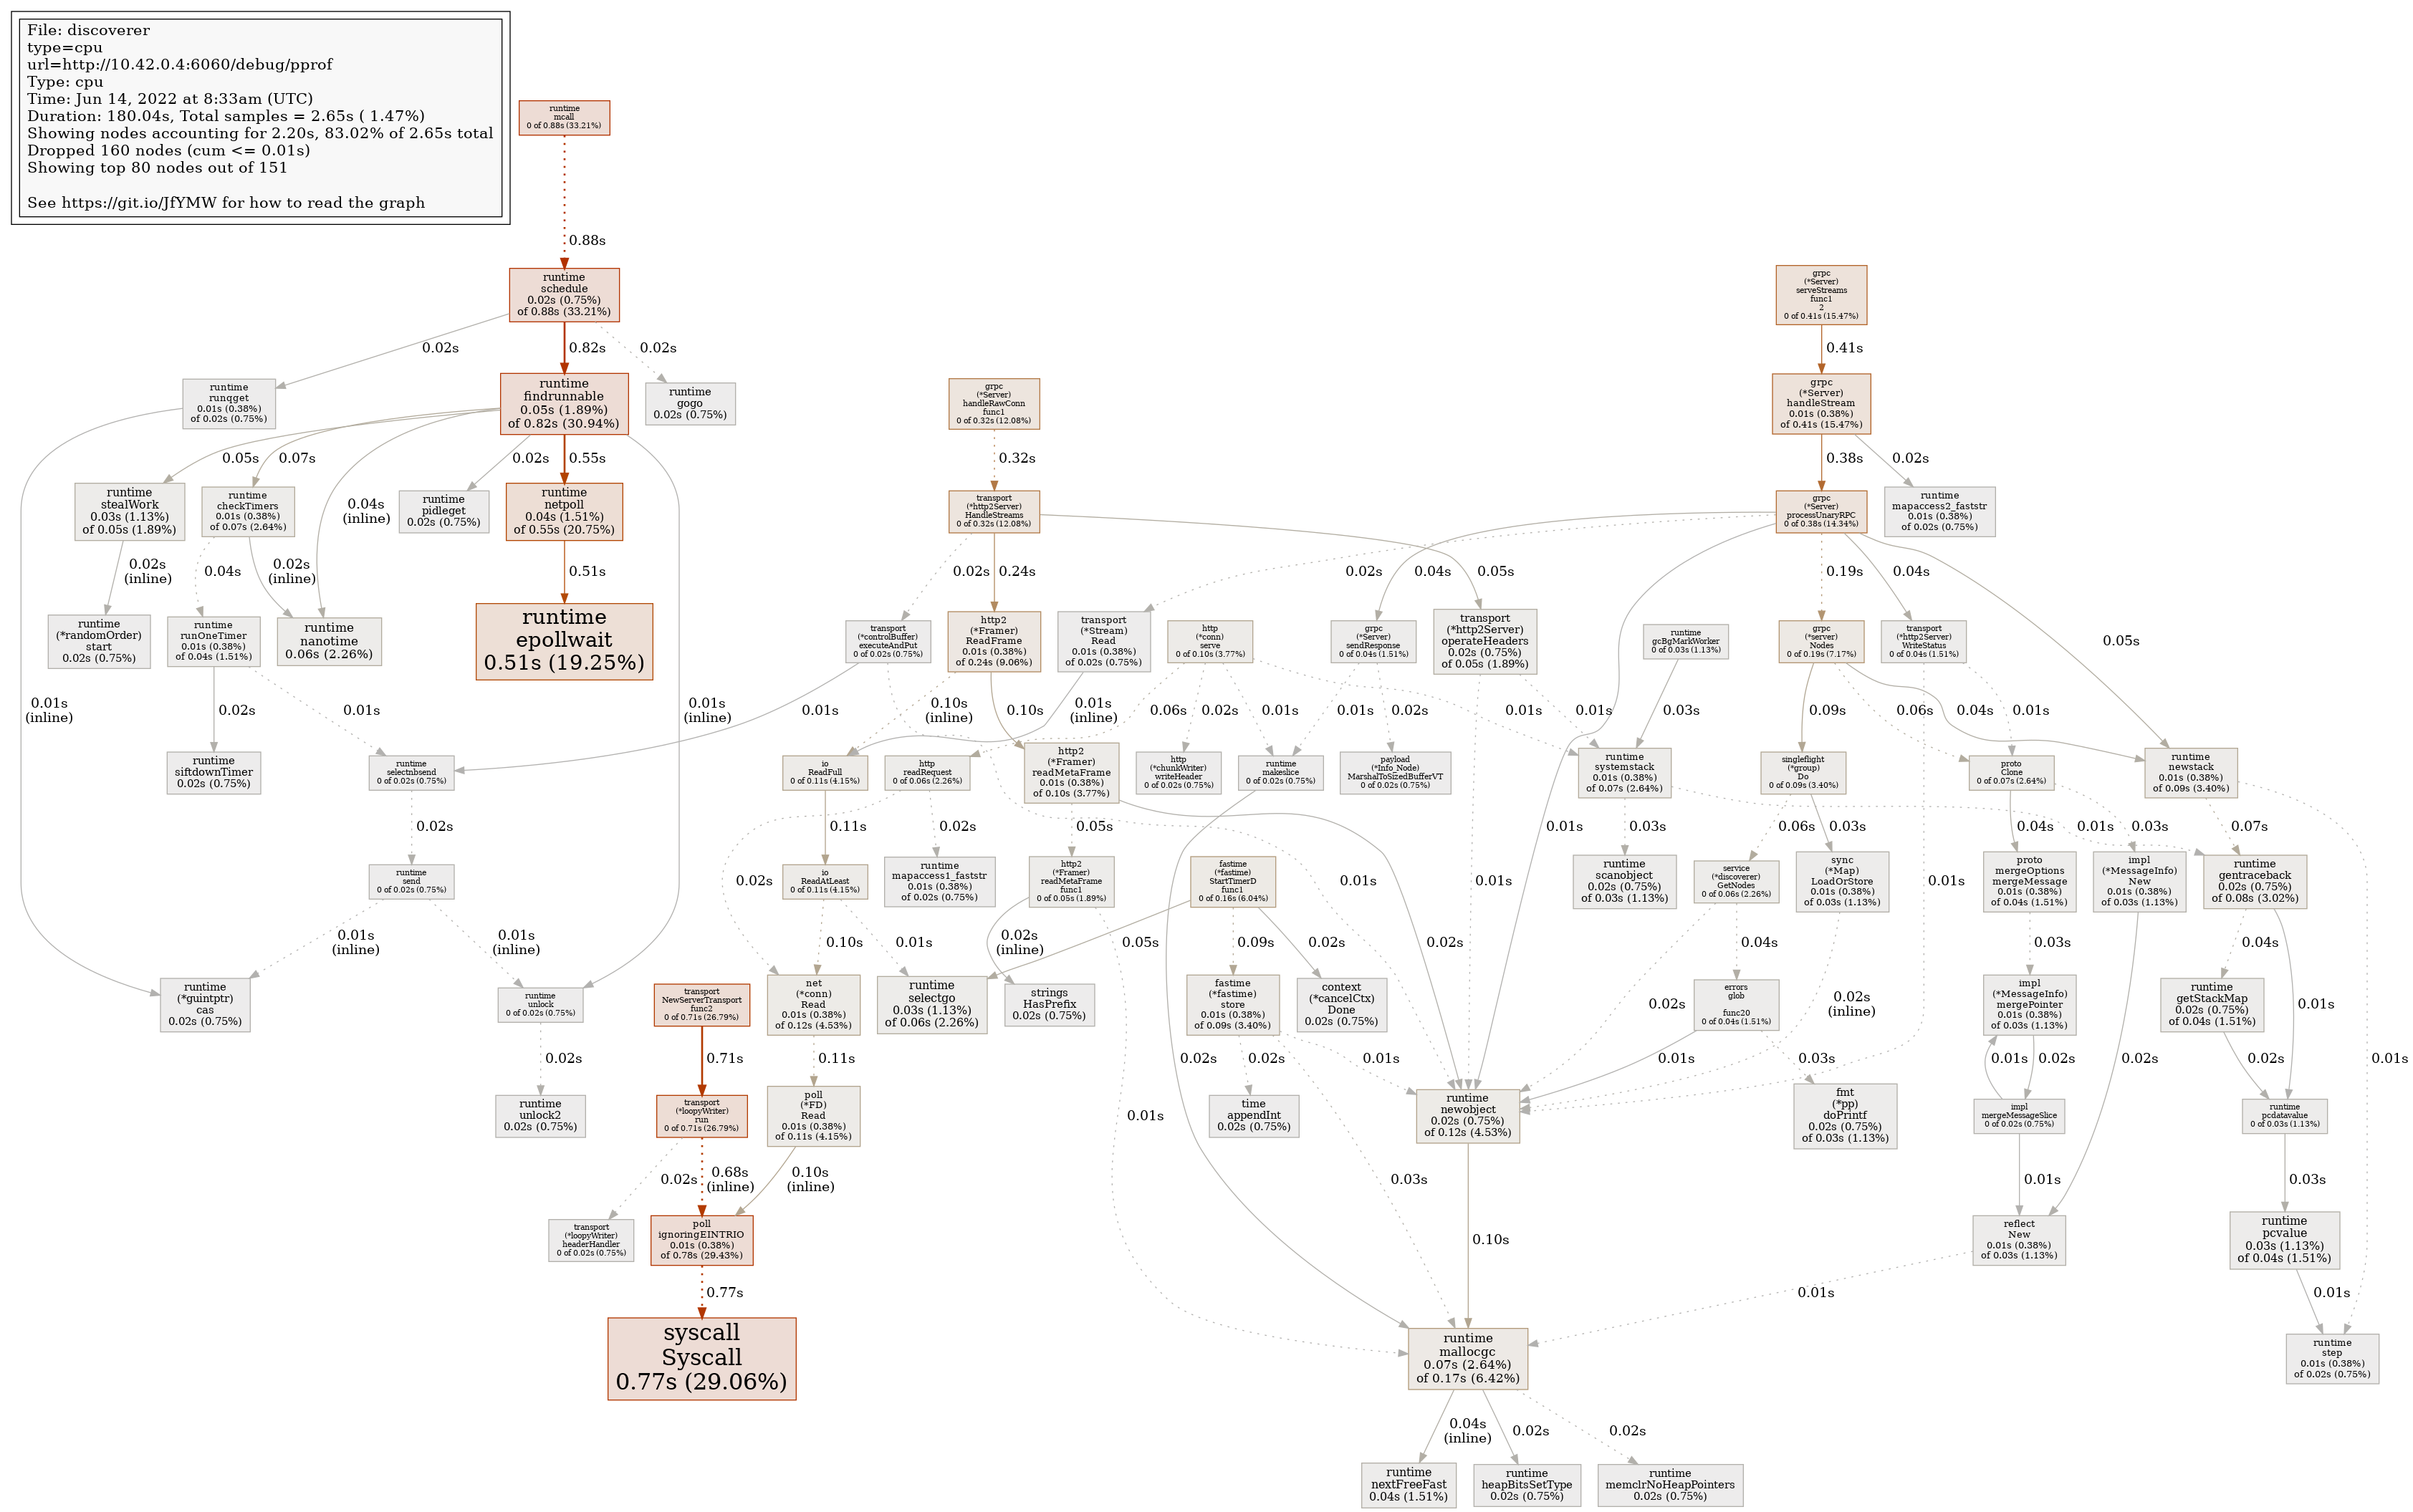 File: discoverer
type=cpu
url=http://10.42.0.4:6060/debug/pprof
Type: cpu
Time: Jun 14, 2022 at 8:33am (UTC)
Duration: 180.04s, Total samples = 2.65s ( 1.47%)
Showing nodes accounting for 2.20s, 83.02% of 2.65s total
Dropped 160 nodes (cum <= 0.01s)
Showing top 80 nodes out of 151
See https://git.io/JfYMW for how to read the graph
runtime
mcall
0 of 0.88s (33.21%)
0.88s
runtime
schedule
0.02s (0.75%)
of 0.88s (33.21%)
grpc
(*Server)
serveStreams
func1
2
0 of 0.41s (15.47%)
0.02s
0.82s
0.02s
0.41s
runtime
runqget
0.01s (0.38%)
of 0.02s (0.75%)
runtime
findrunnable
0.05s (1.89%)
of 0.82s (30.94%)
runtime
gogo
0.02s (0.75%)
grpc
(*Server)
handleRawConn
func1
0 of 0.32s (12.08%)
grpc
(*Server)
handleStream
0.01s (0.38%)
of 0.41s (15.47%)
0.05s
0.07s
0.04s
(inline)
0.02s
0.55s
0.32s
0.38s
0.02s
runtime
stealWork
0.03s (1.13%)
of 0.05s (1.89%)
runtime
checkTimers
0.01s (0.38%)
of 0.07s (2.64%)
runtime
pidleget
0.02s (0.75%)
runtime
netpoll
0.04s (1.51%)
of 0.55s (20.75%)
transport
(*http2Server)
HandleStreams
0 of 0.32s (12.08%)
grpc
(*Server)
processUnaryRPC
0 of 0.38s (14.34%)
runtime
mapaccess2_faststr
0.01s (0.38%)
of 0.02s (0.75%)
0.02s
(inline)
0.04s
0.02s
(inline)
0.51s
0.02s
0.24s
0.05s
0.02s
0.04s
0.19s
0.04s
0.05s
runtime
(*randomOrder)
start
0.02s (0.75%)
runtime
runOneTimer
0.01s (0.38%)
of 0.04s (1.51%)
runtime
nanotime
0.06s (2.26%)
runtime
epollwait
0.51s (19.25%)
transport
(*controlBuffer)
executeAndPut
0 of 0.02s (0.75%)
http2
(*Framer)
ReadFrame
0.01s (0.38%)
of 0.24s (9.06%)
transport
(*Stream)
Read
0.01s (0.38%)
of 0.02s (0.75%)
http
(*conn)
serve
0 of 0.10s (3.77%)
grpc
(*Server)
sendResponse
0 of 0.04s (1.51%)
transport
(*http2Server)
operateHeaders
0.02s (0.75%)
of 0.05s (1.89%)
runtime
gcBgMarkWorker
0 of 0.03s (1.13%)
grpc
(*server)
Nodes
0 of 0.19s (7.17%)
transport
(*http2Server)
WriteStatus
0 of 0.04s (1.51%)
0.01s
(inline)
0.02s
0.01s
0.01s
(inline)
0.01s
0.10s
(inline)
0.10s
0.01s
(inline)
0.06s
0.02s
0.01s
0.01s
0.02s
0.01s
0.01s
0.03s
0.09s
0.06s
0.04s
0.01s
runtime
siftdownTimer
0.02s (0.75%)
runtime
selectnbsend
0 of 0.02s (0.75%)
io
ReadFull
0 of 0.11s (4.15%)
http
readRequest
0 of 0.06s (2.26%)
http2
(*Framer)
readMetaFrame
0.01s (0.38%)
of 0.10s (3.77%)
http
(*chunkWriter)
writeHeader
0 of 0.02s (0.75%)
runtime
makeslice
0 of 0.02s (0.75%)
payload
(*Info_Node)
MarshalToSizedBufferVT
0 of 0.02s (0.75%)
runtime
systemstack
0.01s (0.38%)
of 0.07s (2.64%)
singleflight
(*group)
Do
0 of 0.09s (3.40%)
proto
Clone
0 of 0.07s (2.64%)
runtime
newstack
0.01s (0.38%)
of 0.09s (3.40%)
0.02s
0.11s
0.02s
0.05s
0.01s
0.03s
0.06s
0.03s
0.04s
0.01s
0.03s
0.07s
runtime
send
0 of 0.02s (0.75%)
0.02s
io
ReadAtLeast
0 of 0.11s (4.15%)
runtime
mapaccess1_faststr
0.01s (0.38%)
of 0.02s (0.75%)
http2
(*Framer)
readMetaFrame
func1
0 of 0.05s (1.89%)
fastime
(*fastime)
StartTimerD
func1
0 of 0.16s (6.04%)
0.01s
0.01s
runtime
scanobject
0.02s (0.75%)
of 0.03s (1.13%)
service
(*discoverer)
GetNodes
0 of 0.06s (2.26%)
sync
(*Map)
LoadOrStore
0.01s (0.38%)
of 0.03s (1.13%)
0.01s
proto
mergeOptions
mergeMessage
0.01s (0.38%)
of 0.04s (1.51%)
impl
(*MessageInfo)
New
0.01s (0.38%)
of 0.03s (1.13%)
runtime
gentraceback
0.02s (0.75%)
of 0.08s (3.02%)
0.01s
(inline)
0.01s
(inline)
0.10s
0.01s
0.02s
(inline)
0.05s
0.09s
0.02s
0.02s
0.02s
0.04s
0.02s
(inline)
0.03s
0.04s
0.01s
runtime
(*guintptr)
cas
0.02s (0.75%)
runtime
unlock
0 of 0.02s (0.75%)
transport
NewServerTransport
func2
0 of 0.71s (26.79%)
net
(*conn)
Read
0.01s (0.38%)
of 0.12s (4.53%)
runtime
selectgo
0.03s (1.13%)
of 0.06s (2.26%)
strings
HasPrefix
0.02s (0.75%)
fastime
(*fastime)
store
0.01s (0.38%)
of 0.09s (3.40%)
context
(*cancelCtx)
Done
0.02s (0.75%)
errors
glob
func20
0 of 0.04s (1.51%)
impl
(*MessageInfo)
mergePointer
0.01s (0.38%)
of 0.03s (1.13%)
runtime
getStackMap
0.02s (0.75%)
of 0.04s (1.51%)
0.02s
0.71s
0.11s
0.02s
0.02s
0.01s
0.01s
0.03s
0.01s
0.02s
0.02s
0.02s
0.01s
runtime
unlock2
0.02s (0.75%)
transport
(*loopyWriter)
run
0 of 0.71s (26.79%)
poll
(*FD)
Read
0.01s (0.38%)
of 0.11s (4.15%)
0.01s
time
appendInt
0.02s (0.75%)
runtime
newobject
0.02s (0.75%)
of 0.12s (4.53%)
fmt
(*pp)
doPrintf
0.02s (0.75%)
of 0.03s (1.13%)
impl
mergeMessageSlice
0 of 0.02s (0.75%)
runtime
pcdatavalue
0 of 0.03s (1.13%)
0.02s
0.68s
(inline)
0.10s
(inline)
0.03s
0.01s
0.03s
transport
(*loopyWriter)
headerHandler
0 of 0.02s (0.75%)
poll
ignoringEINTRIO
0.01s (0.38%)
of 0.78s (29.43%)
0.10s
reflect
New
0.01s (0.38%)
of 0.03s (1.13%)
runtime
pcvalue
0.03s (1.13%)
of 0.04s (1.51%)
0.77s
0.01s
0.01s
syscall
Syscall
0.77s (29.06%)
runtime
mallocgc
0.07s (2.64%)
of 0.17s (6.42%)
runtime
step
0.01s (0.38%)
of 0.02s (0.75%)
0.04s
(inline)
0.02s
0.02s
runtime
nextFreeFast
0.04s (1.51%)
runtime
heapBitsSetType
0.02s (0.75%)
runtime
memclrNoHeapPointers
0.02s (0.75%)